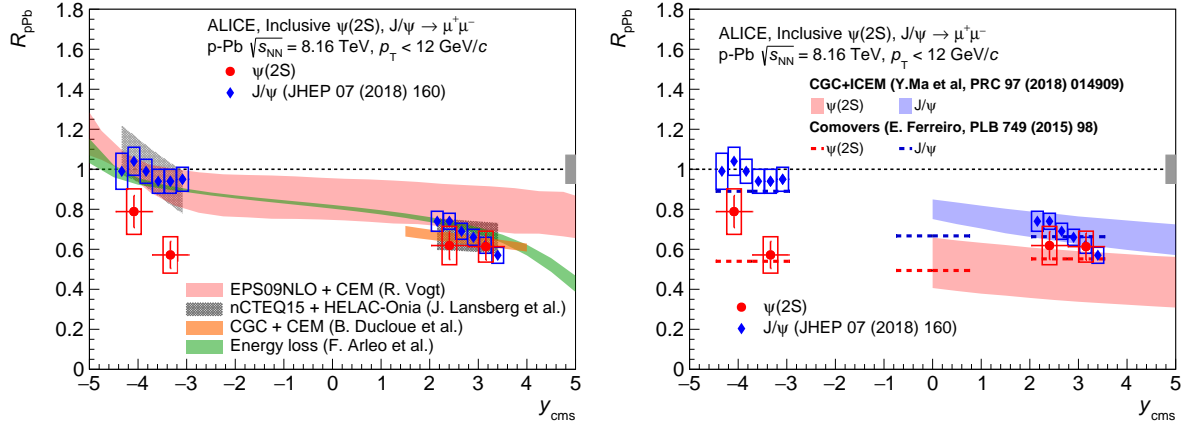 R_pPb
ALICE, Inclusive ψ(2S), J/ψ → μ⁺μ⁻
p-Pb √s_NN = 8.16 TeV, p_T < 12 GeV/c
ψ(2S)
J/ψ (JHEP 07 (2018) 160)
1.8
1.6
1.4
1.2
1
0.8
0.6
0.4
0.2
0
EPS09NLO + CEM (R. Vogt)
nCTEQ15 + HELAC-Onia (J. Lansberg et al.)
CGC + CEM (B. Ducloue et al.)
Energy loss (F. Arleo et al.)
−5 −4 −3 −2 −1 0 1 2 3 4 5
y_cms
R_pPb
ALICE, Inclusive ψ(2S), J/ψ → μ⁺μ⁻
p-Pb √s_NN = 8.16 TeV, p_T < 12 GeV/c
CGC+ICEM (Y.Ma et al, PRC 97 (2018) 014909)
ψ(2S) J/ψ
Comovers (E. Ferreiro, PLB 749 (2015) 98)
ψ(2S) J/ψ
1.8
1.6
1.4
1.2
1
0.8
0.6
0.4
0.2
0
ψ(2S)
J/ψ (JHEP 07 (2018) 160)
−5 −4 −3 −2 −1 0 1 2 3 4 5
y_cms